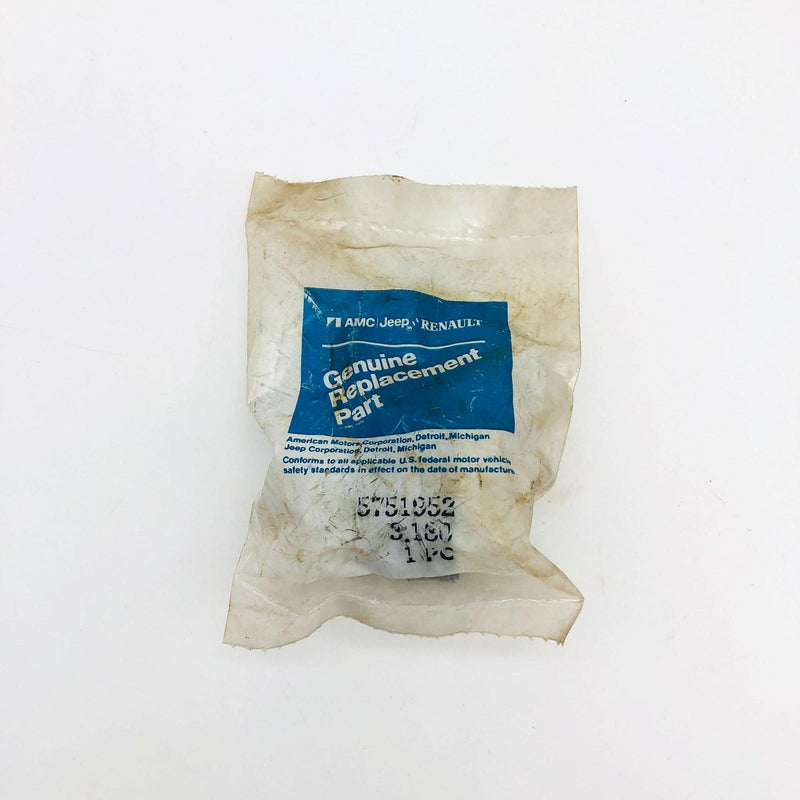 AMC Jeep RENAULT
Genuine
Replacement
Part
American Motors Corporation, Detroit, Michigan
Jeep Corporation, Detroit, Michigan
Conforms to all applicable U.S. federal motor vehicle
safety standards in effect on the date of manufacture
5751952
3.180
1 PC